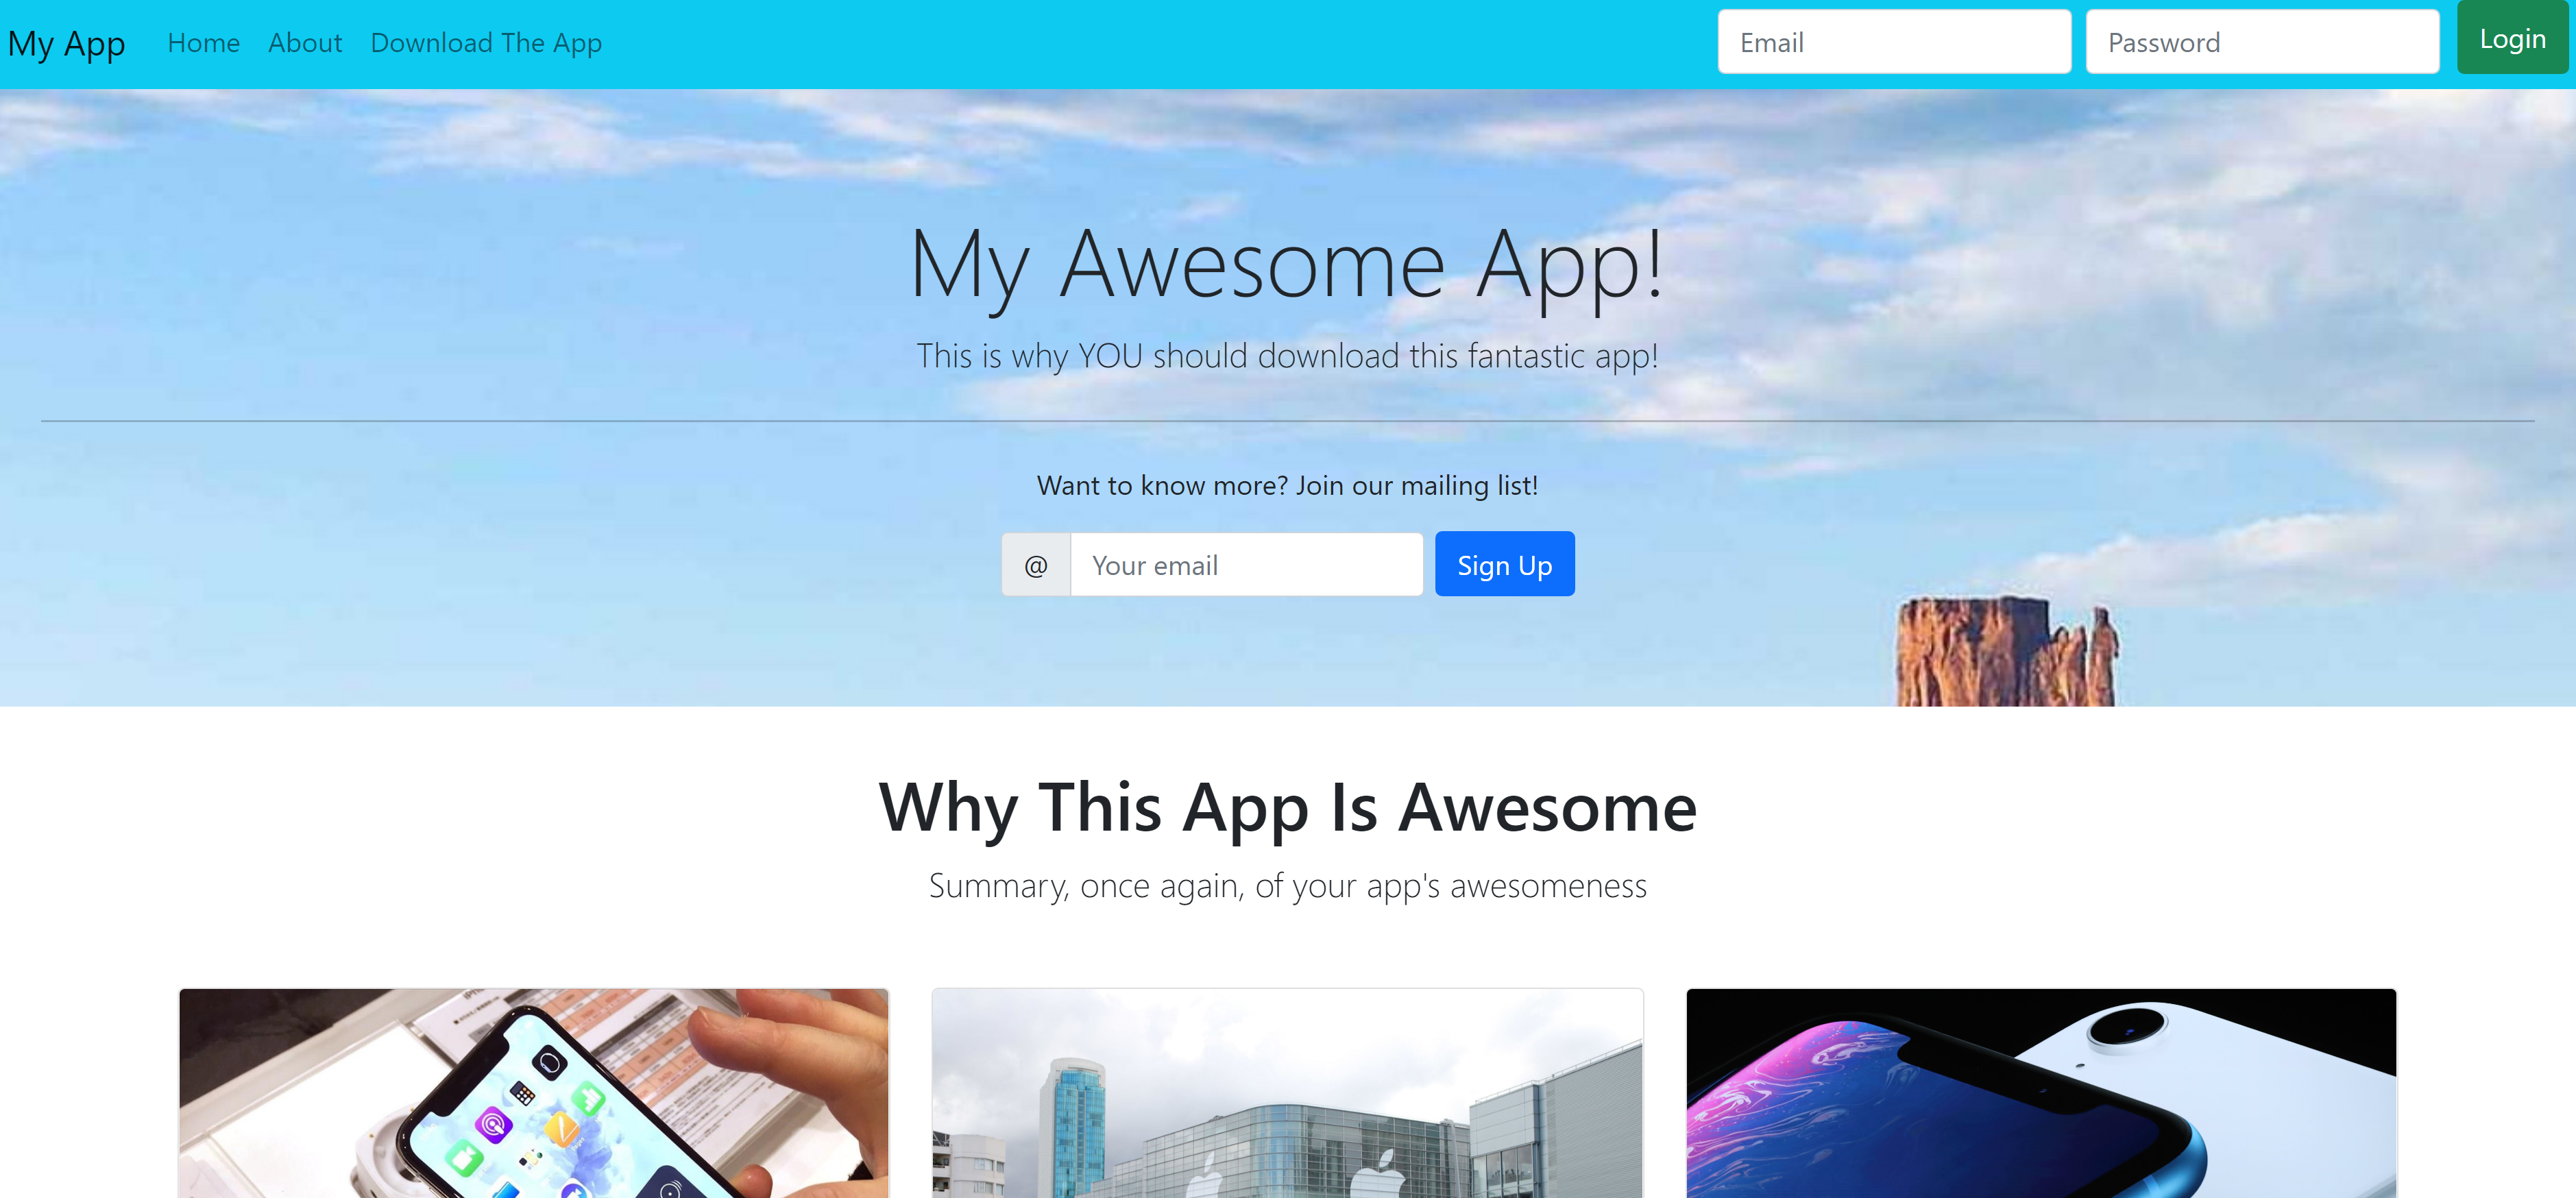 My App Home About Download The App Email Password Login
My Awesome App!
This is why YOU should download this fantastic app!
Want to know more? Join our mailing list!
@ Your email Sign Up
Why This App Is Awesome
Summary, once again, of your app's awesomeness